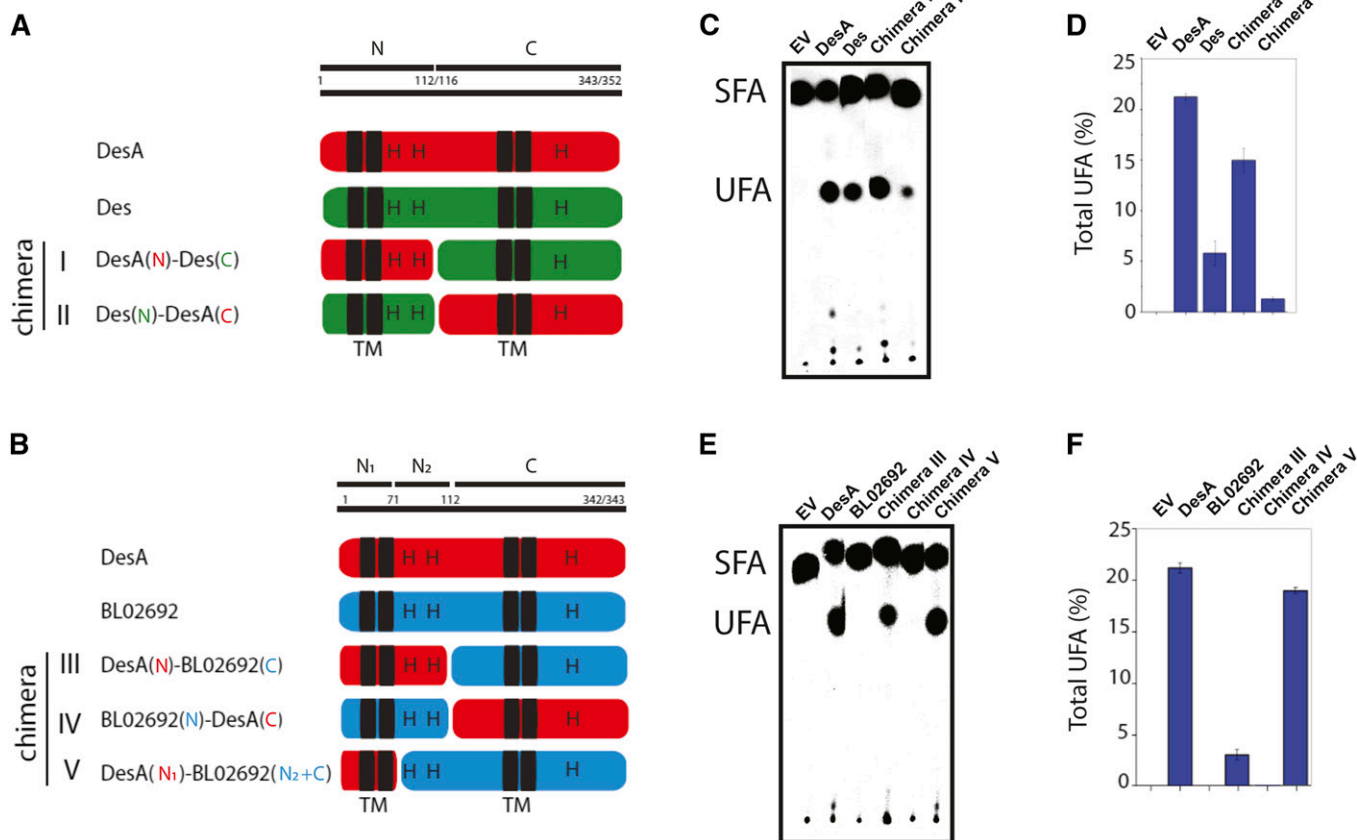 A
N C
1 112/116 343/352
DesA
H H H
Des
H H H
chimera
I DesA(N)-Des(C)
H H H
II Des(N)-DesA(C)
H H H
TM TM
C
EV DesA Des Chimera Chimera
SFA
UFA
D
EV DesA Des Chimera Chimera
Total UFA (%)
25
20
15
10
5
0
B
N₁ N₂ C
1 71 112 342/343
DesA
H H H
BL02692
H H H
chimera
III DesA(N)-BL02692(C)
H H H
IV BL02692(N)-DesA(C)
H H H
V DesA(N₁)-BL02692(N₂+C)
H H H
TM TM
E
EV DesA BL02692 Chimera III Chimera IV Chimera V
SFA
UFA
F
EV DesA BL02692 Chimera III Chimera IV Chimera V
Total UFA (%)
25
20
15
10
5
0